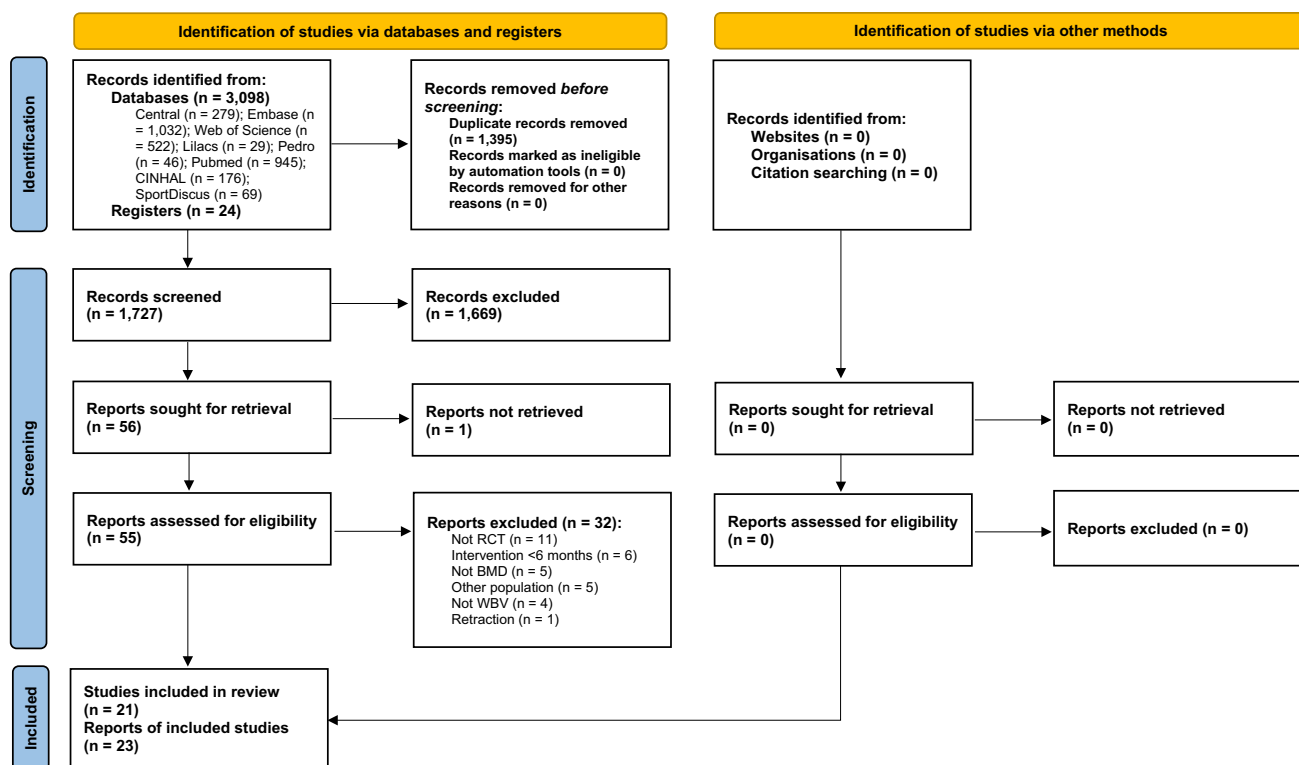 Identification of studies via databases and registers
Identification of studies via other methods
Identification
Records identified from:
Databases (n = 3,098)
Central (n = 279); Embase (n
= 1,032); Web of Science (n
= 522); Lilacs (n = 29); Pedro
(n = 46); Pubmed (n = 945);
CINHAL (n = 176);
SportDiscus (n = 69)
Registers (n = 24)
Records removed before
screening:
Duplicate records removed
(n = 1,395)
Records marked as ineligible
by automation tools (n = 0)
Records removed for other
reasons (n = 0)
Records identified from:
Websites (n = 0)
Organisations (n = 0)
Citation searching (n = 0)
Screening
Records screened
(n = 1,727)
Records excluded
(n = 1,669)
Reports sought for retrieval
(n = 56)
Reports not retrieved
(n = 1)
Reports sought for retrieval
(n = 0)
Reports not retrieved
(n = 0)
Reports assessed for eligibility
(n = 55)
Reports excluded (n = 32):
Not RCT (n = 11)
Intervention <6 months (n = 6)
Not BMD (n = 5)
Other population (n = 5)
Not WBV (n = 4)
Retraction (n = 1)
Reports assessed for eligibility
(n = 0)
Reports excluded (n = 0)
Included
Studies included in review
(n = 21)
Reports of included studies
(n = 23)